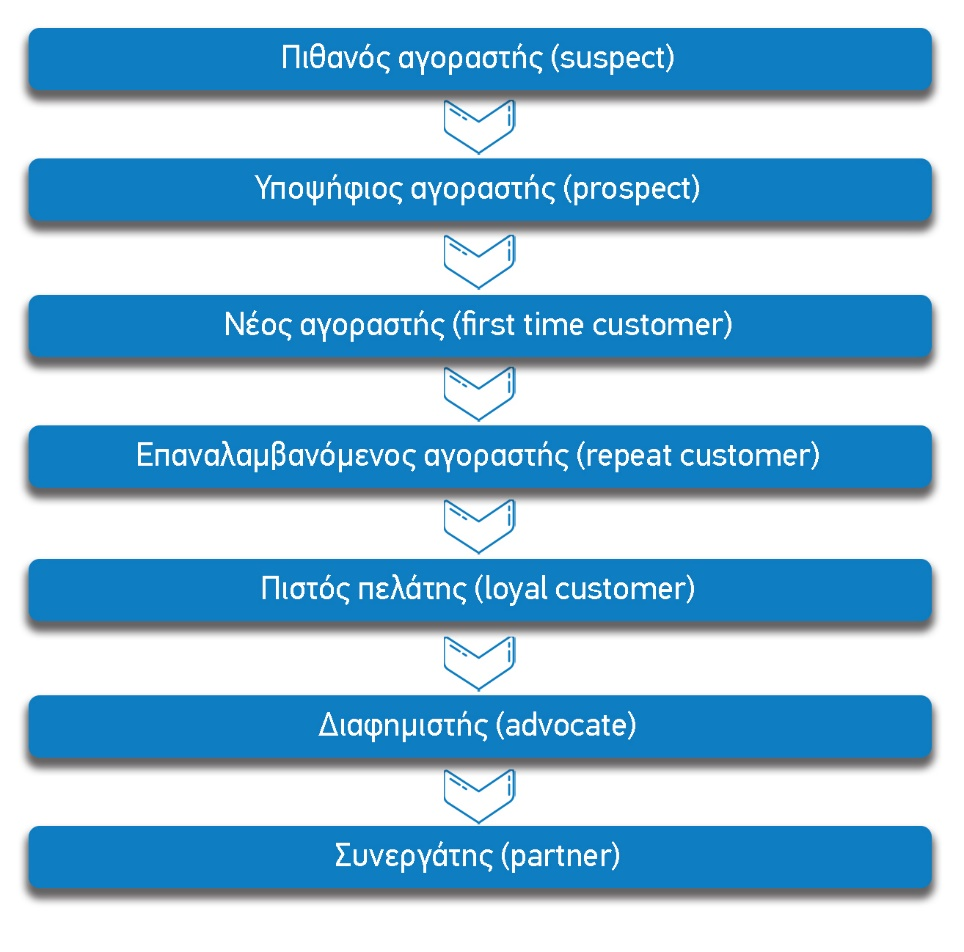 Πιθανός αγοραστής (suspect)
Υποψήφιος αγοραστής (prospect)
Νέος αγοραστής (first time customer)
Επαναλαμβανόμενος αγοραστής (repeat customer)
Πιστός πελάτης (loyal customer)
Διαφημιστής (advocate)
Συνεργάτης (partner)